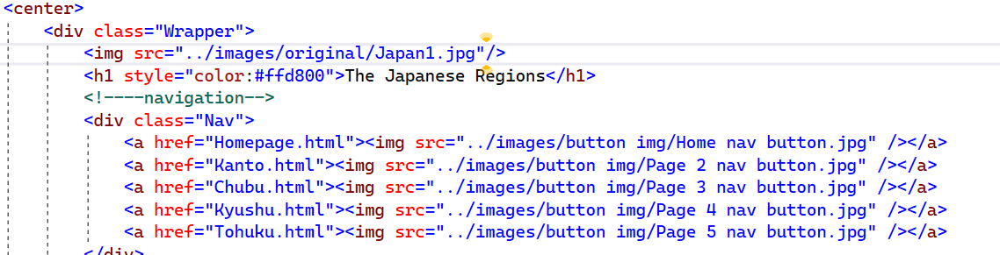 <center>
<div class="Wrapper">
<img src="../images/original/Japan1.jpg"/>
<h1 style="color:#ffd800">The Japanese Regions</h1>
<!----navigation-->
<div class="Nav">
<a href="Homepage.html"><img src="../images/button img/Home nav button.jpg" /></a>
<a href="Kanto.html"><img src="../images/button img/Page 2 nav button.jpg" /></a>
<a href="Chubu.html"><img src="../images/button img/Page 3 nav button.jpg" /></a>
<a href="Kyushu.html"><img src="../images/button img/Page 4 nav button.jpg" /></a>
<a href="Tohuku.html"><img src="../images/button img/Page 5 nav button.jpg" /></a>
</div>